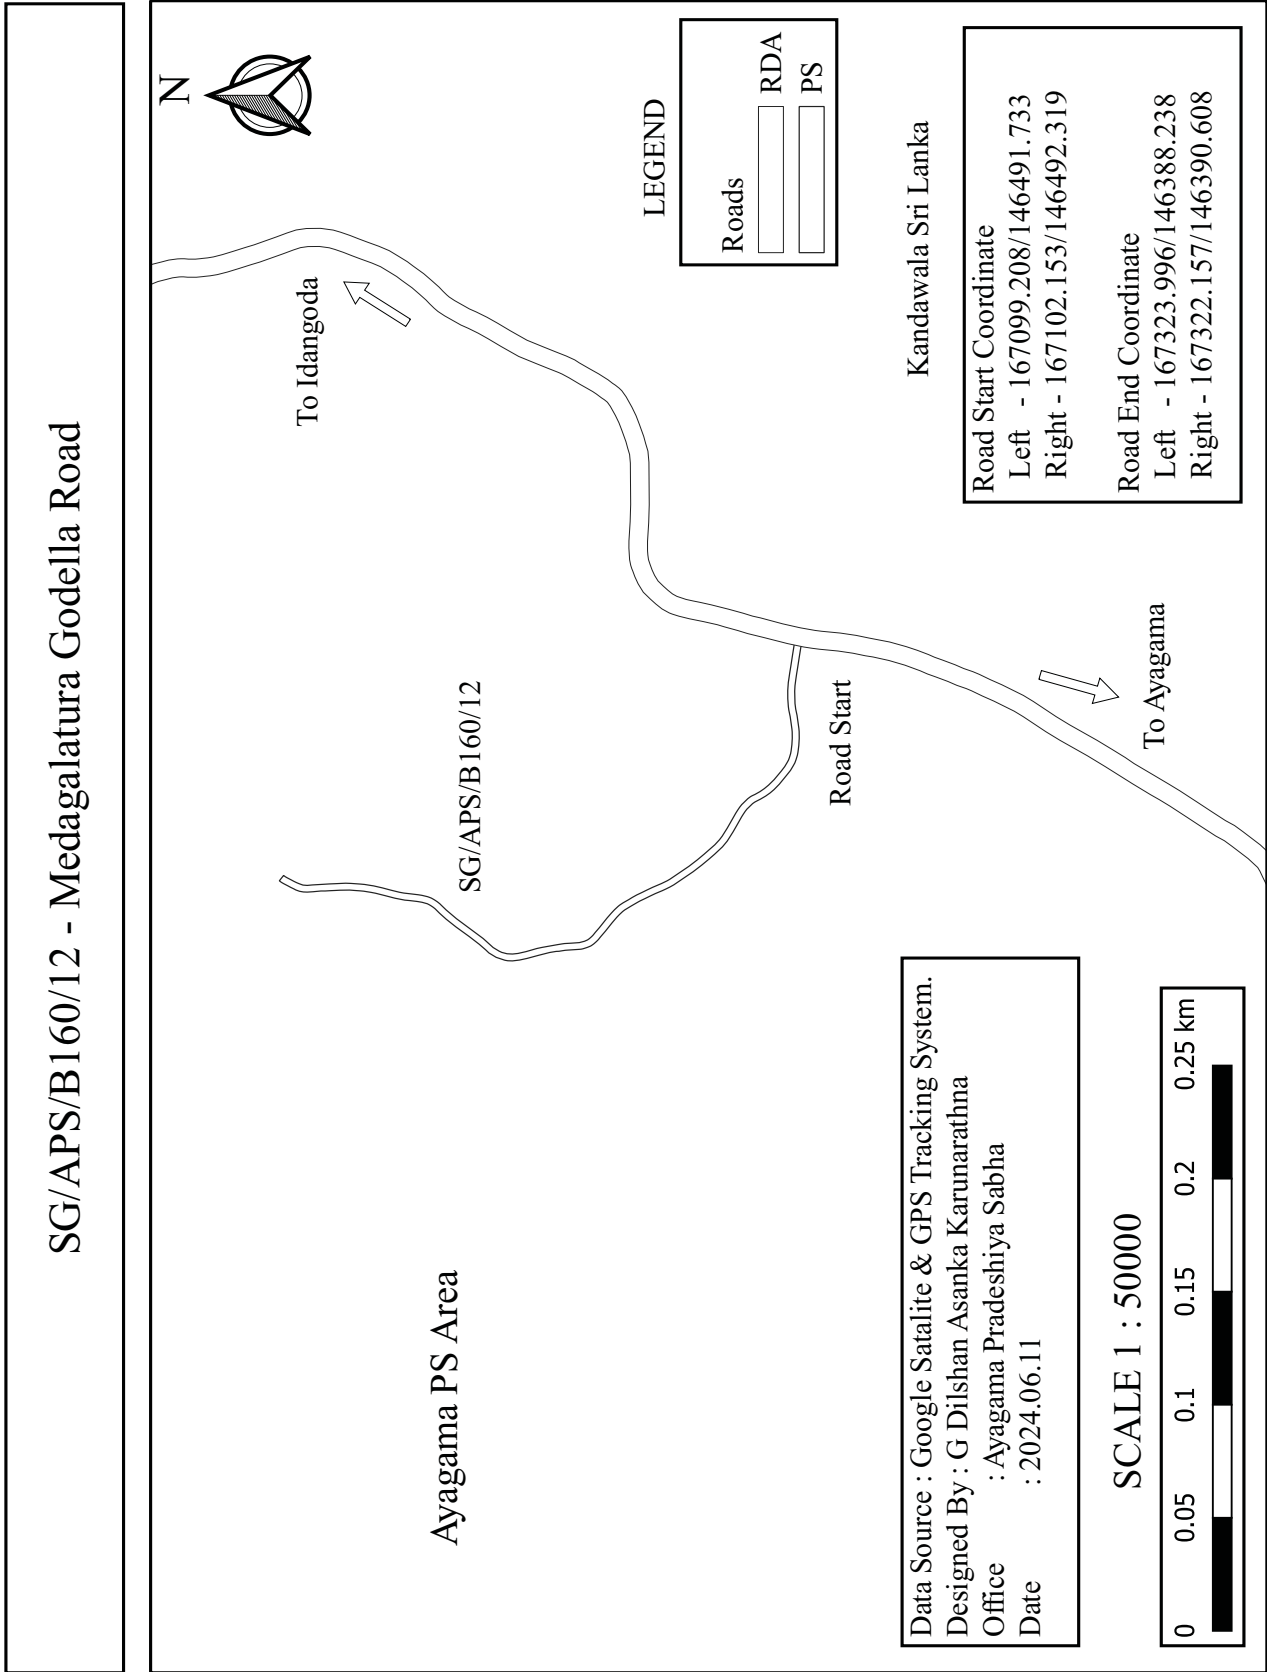 SG/APS/B160/12 - Medagalatura Godella Road
N
To Idangoda
LEGEND
Roads
RDA
PS
SG/APS/B160/12
Ayagama PS Area
Road Start
To Ayagama
Kandawala Sri Lanka
Road Start Coordinate
Left - 167099.208/146491.733
Right - 167102.153/146492.319
Road End Coordinate
Left - 167323.996/146388.238
Right - 167322.157/146390.608
Data Source : Google Satalite & GPS Tracking System.
Designed By : G Dilshan Asanka Karunarathna
Office : Ayagama Pradeshiya Sabha
Date : 2024.06.11
SCALE 1 : 50000
0 0.05 0.1 0.15 0.2 0.25 km